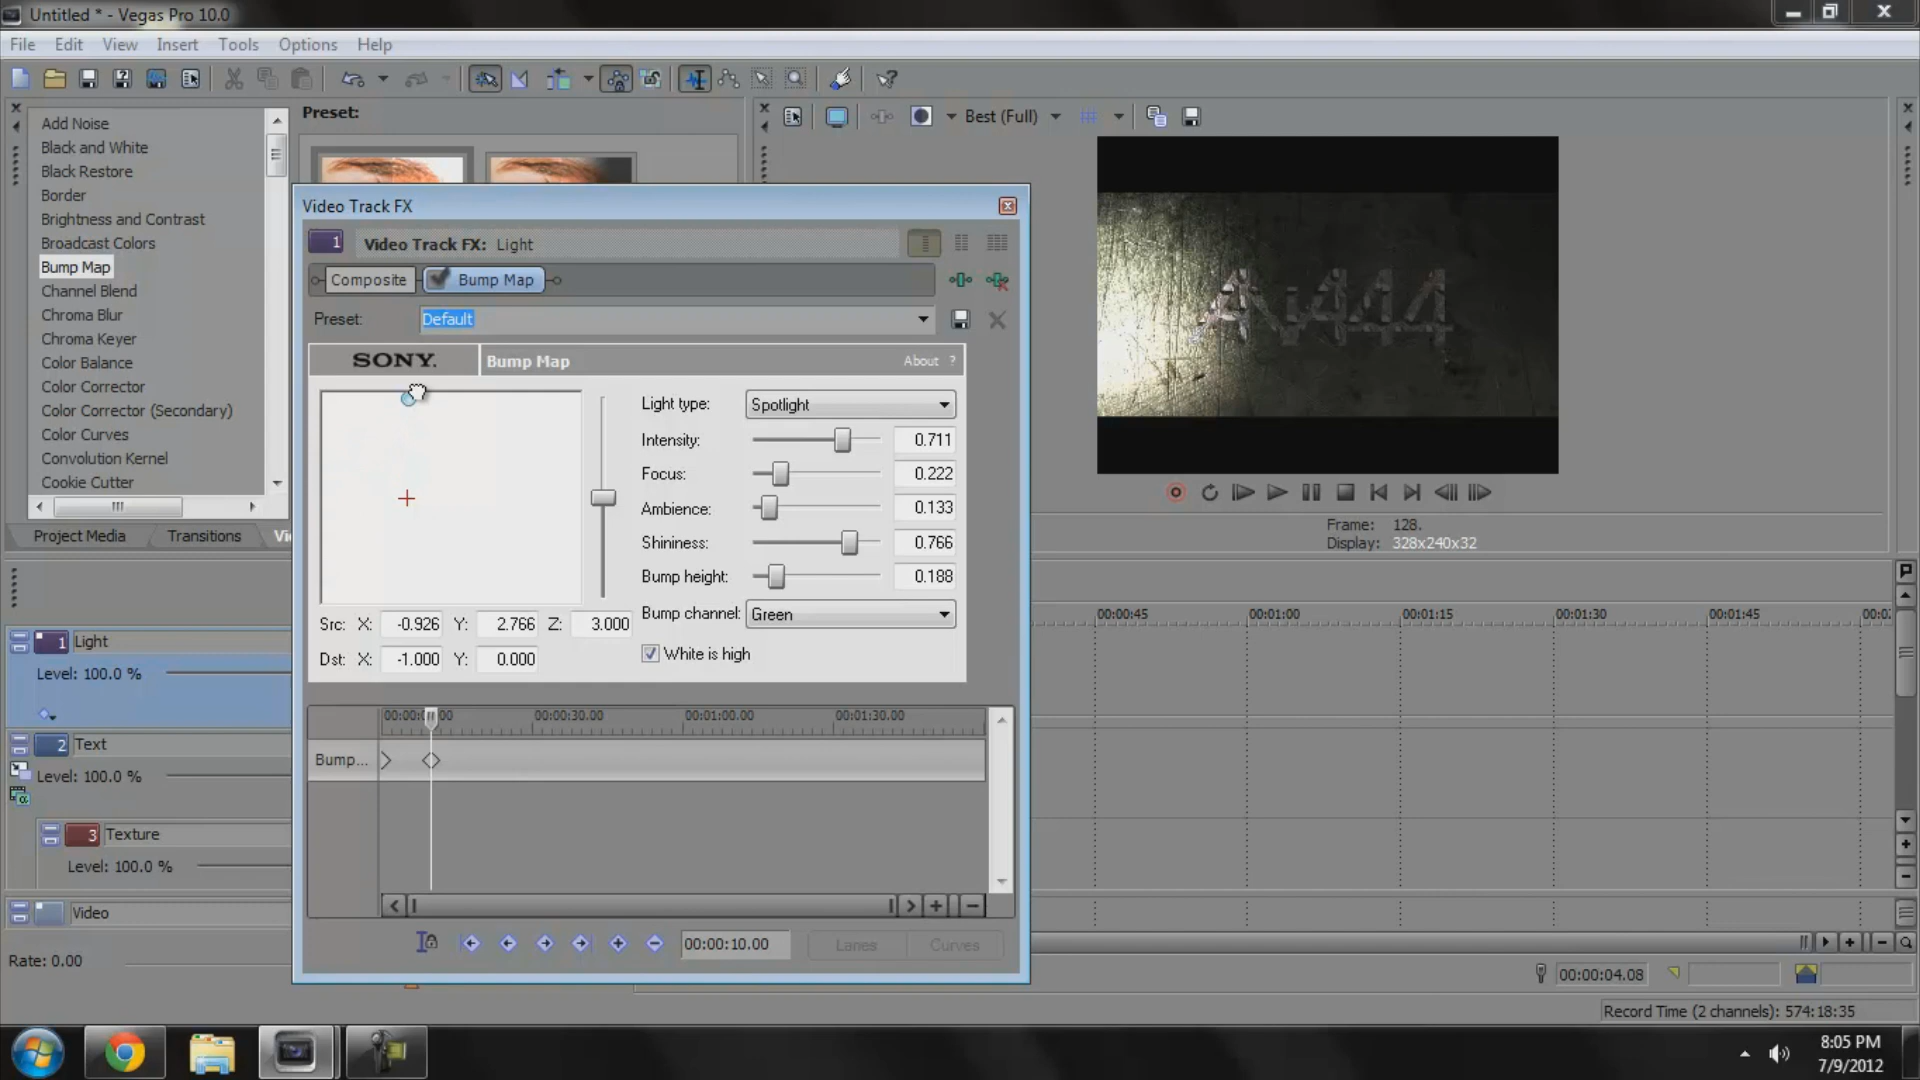 Untitled * - Vegas Pro 10.0
File Edit View Insert Tools Options Help
Add Noise
Black and White
Black Restore
Border
Brightness and Contrast
Broadcast Colors
Bump Map
Channel Blend
Chroma Blur
Chroma Keyer
Color Balance
Color Corrector
Color Corrector (Secondary)
Color Curves
Convolution Kernel
Cookie Cutter
Project Media Transitions Vi
Preset:
Best (Full)
Video Track FX
1 Video Track FX: Light
Composite Bump Map
Preset: Default
SONY. Bump Map About ?
Light type: Spotlight
Intensity: 0.711
Focus: 0.222
Ambience: 0.133
Shininess: 0.766
Bump height: 0.188
Bump channel: Green
White is high
Src: X: -0.926 Y: 2.766 Z: 3.000
Dst: X: -1.000 Y: 0.000
00:00:30.00 00:01:00.00 00:01:30.00
Bump...
00:00:10.00 Lanes Curves
Frame: 128.
Display: 328x240x32
00:00:45 00:01:00 00:01:15 00:01:30 00:01:45
1 Light
Level: 100.0 %
2 Text
Level: 100.0 %
3 Texture
Level: 100.0 %
Video
Rate: 0.00
00:00:04.08
Record Time (2 channels): 574:18:35
8:05 PM
7/9/2012